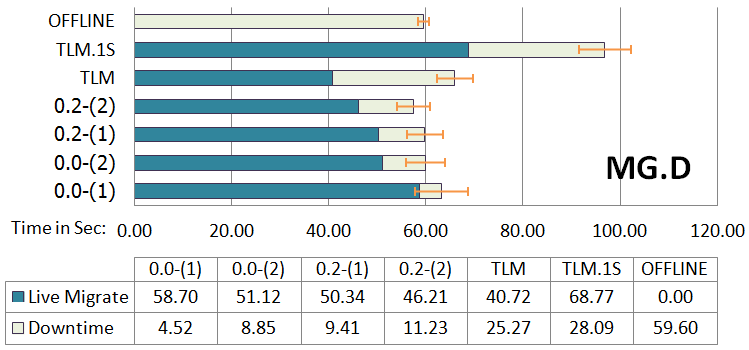 OFFLINE
TLM.1S
TLM
0.2-(2)
0.2-(1)
0.0-(2)
0.0-(1)
MG.D
Time in Sec: 0.00 20.00 40.00 60.00 80.00 100.00 120.00
0.0-(1) 0.0-(2) 0.2-(1) 0.2-(2) TLM TLM.1S OFFLINE
Live Migrate 58.70 51.12 50.34 46.21 40.72 68.77 0.00
Downtime 4.52 8.85 9.41 11.23 25.27 28.09 59.60